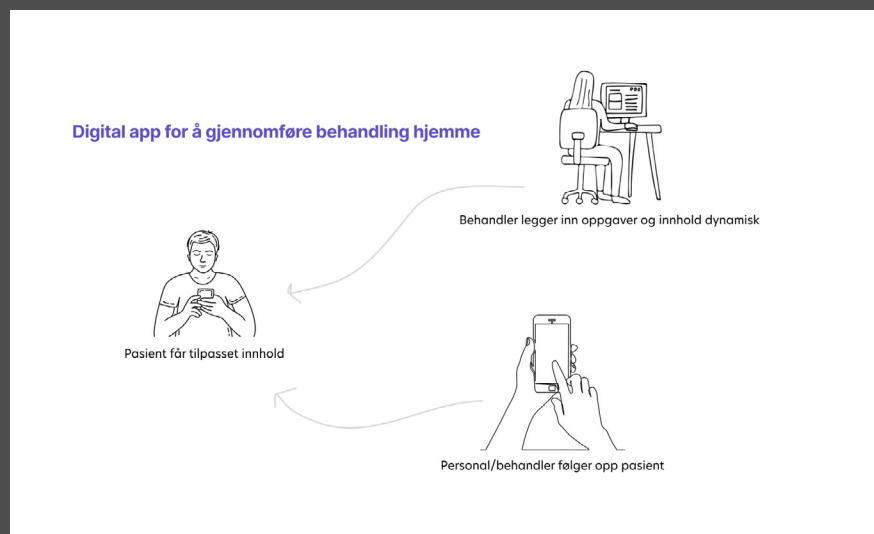 Digital app for å gjennomføre behandling hjemme
Behandler legger inn oppgaver og innhold dynamisk
Pasient får tilpasset innhold
Personal/behandler følger opp pasient